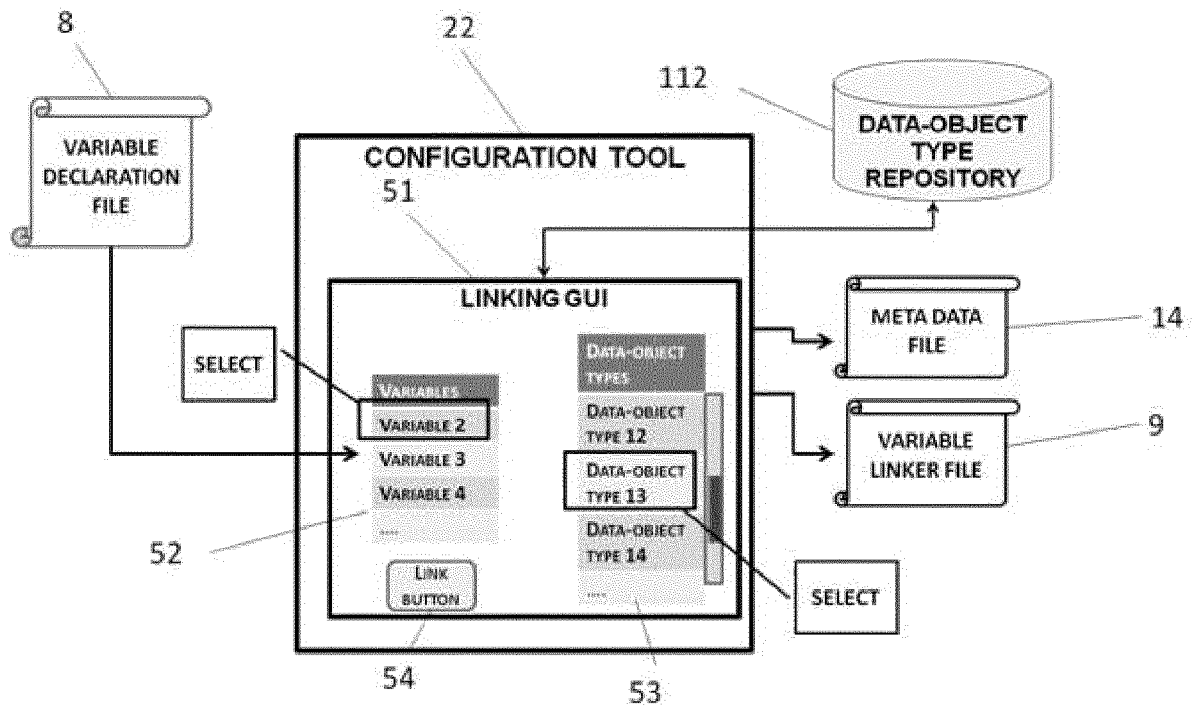 8
22
112
VARIABLE
DECLARATION
FILE
CONFIGURATION TOOL
DATA-OBJECT
TYPE
REPOSITORY
51
LINKING GUI
META DATA
FILE
14
SELECT
VARIABLES
VARIABLE 2
VARIABLE 3
VARIABLE 4
....
DATA-OBJECT
TYPES
DATA-OBJECT
TYPE 12
DATA-OBJECT
TYPE 13
DATA-OBJECT
TYPE 14
....
VARIABLE
LINKER FILE
9
52
LINK
BUTTON
SELECT
54
53